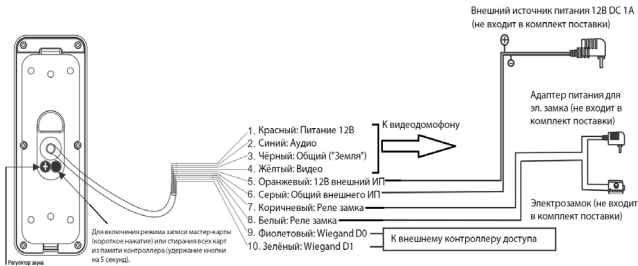 Внешний источник питания 12В DC 1А
(не входит в комплект поставки)
Адаптер питания для
эл. замка (не входит в
комплект поставки)
К видеодомофону
1. Красный: Питание 12В
2. Синий: Аудио
3. Чёрный: Общий ("Земля")
4. Жёлтый: Видео
5. Оранжевый: 12В внешний ИП
6. Серый: Общий внешнего ИП
7. Коричневый: Реле замка
8. Белый: Реле замка
9. Фиолетовый: Wiegand D0
10. Зелёный: Wiegand D1
Электрозамок (не входит
в комплект поставки)
К внешнему контроллеру доступа
Для включения режима записи мастер-карты
(короткое нажатие) или стирания всех карт
из памяти контроллера (удержание кнопки
на 5 секунд).
Регулятор звука